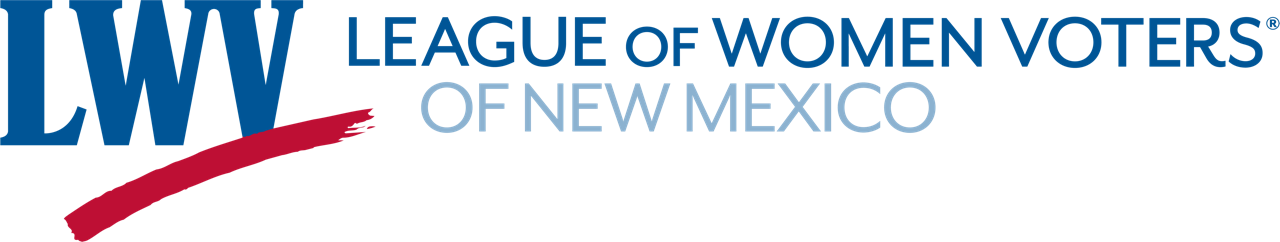 LWV
LEAGUE OF WOMEN VOTERS®
OF NEW MEXICO